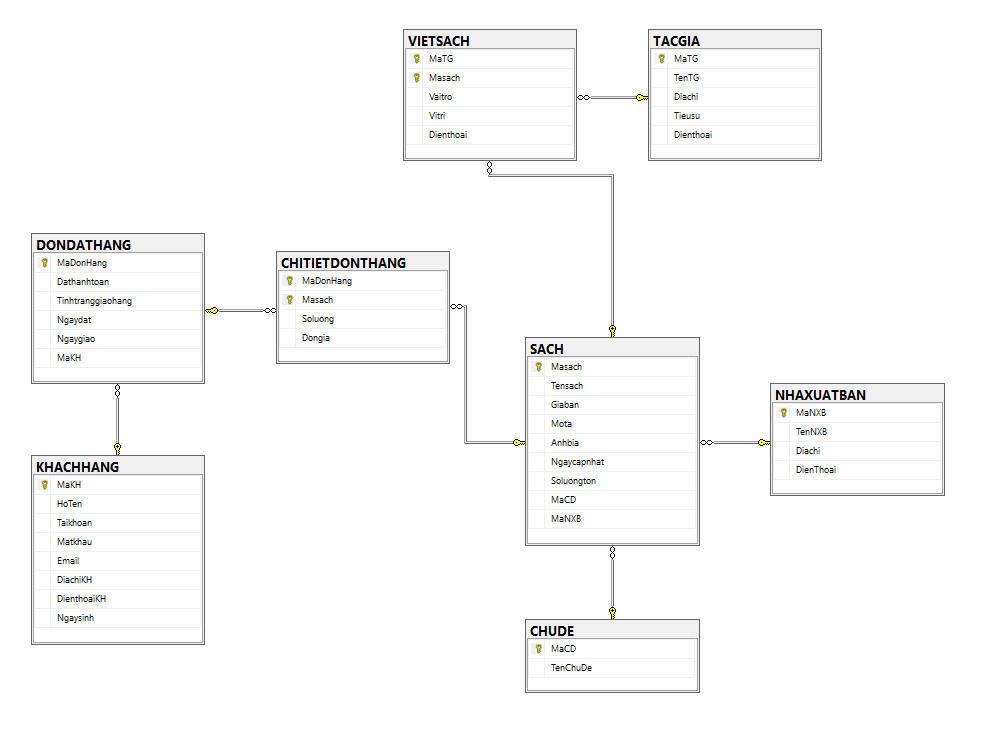 VIETSACH
MaTG
Masach
Vaitro
Vitri
Dienthoai
TACGIA
MaTG
TenTG
Diachi
Tieusu
Dienthoai
DONDATHANG
MaDonHang
Dathanhtoan
Tinhtranggiaohang
Ngaydat
Ngaygiao
MaKH
CHITIETDONTHANG
MaDonHang
Masach
Soluong
Dongia
SACH
Masach
Tensach
Giaban
Mota
Anhbia
Ngaycapnhat
Soluongton
MaCD
MaNXB
NHAXUATBAN
MaNXB
TenNXB
Diachi
DienThoai
KHACHHANG
MaKH
HoTen
Taikhoan
Matkhau
Email
DiachiKH
DienthoaiKH
Ngaysinh
CHUDE
MaCD
TenChuDe